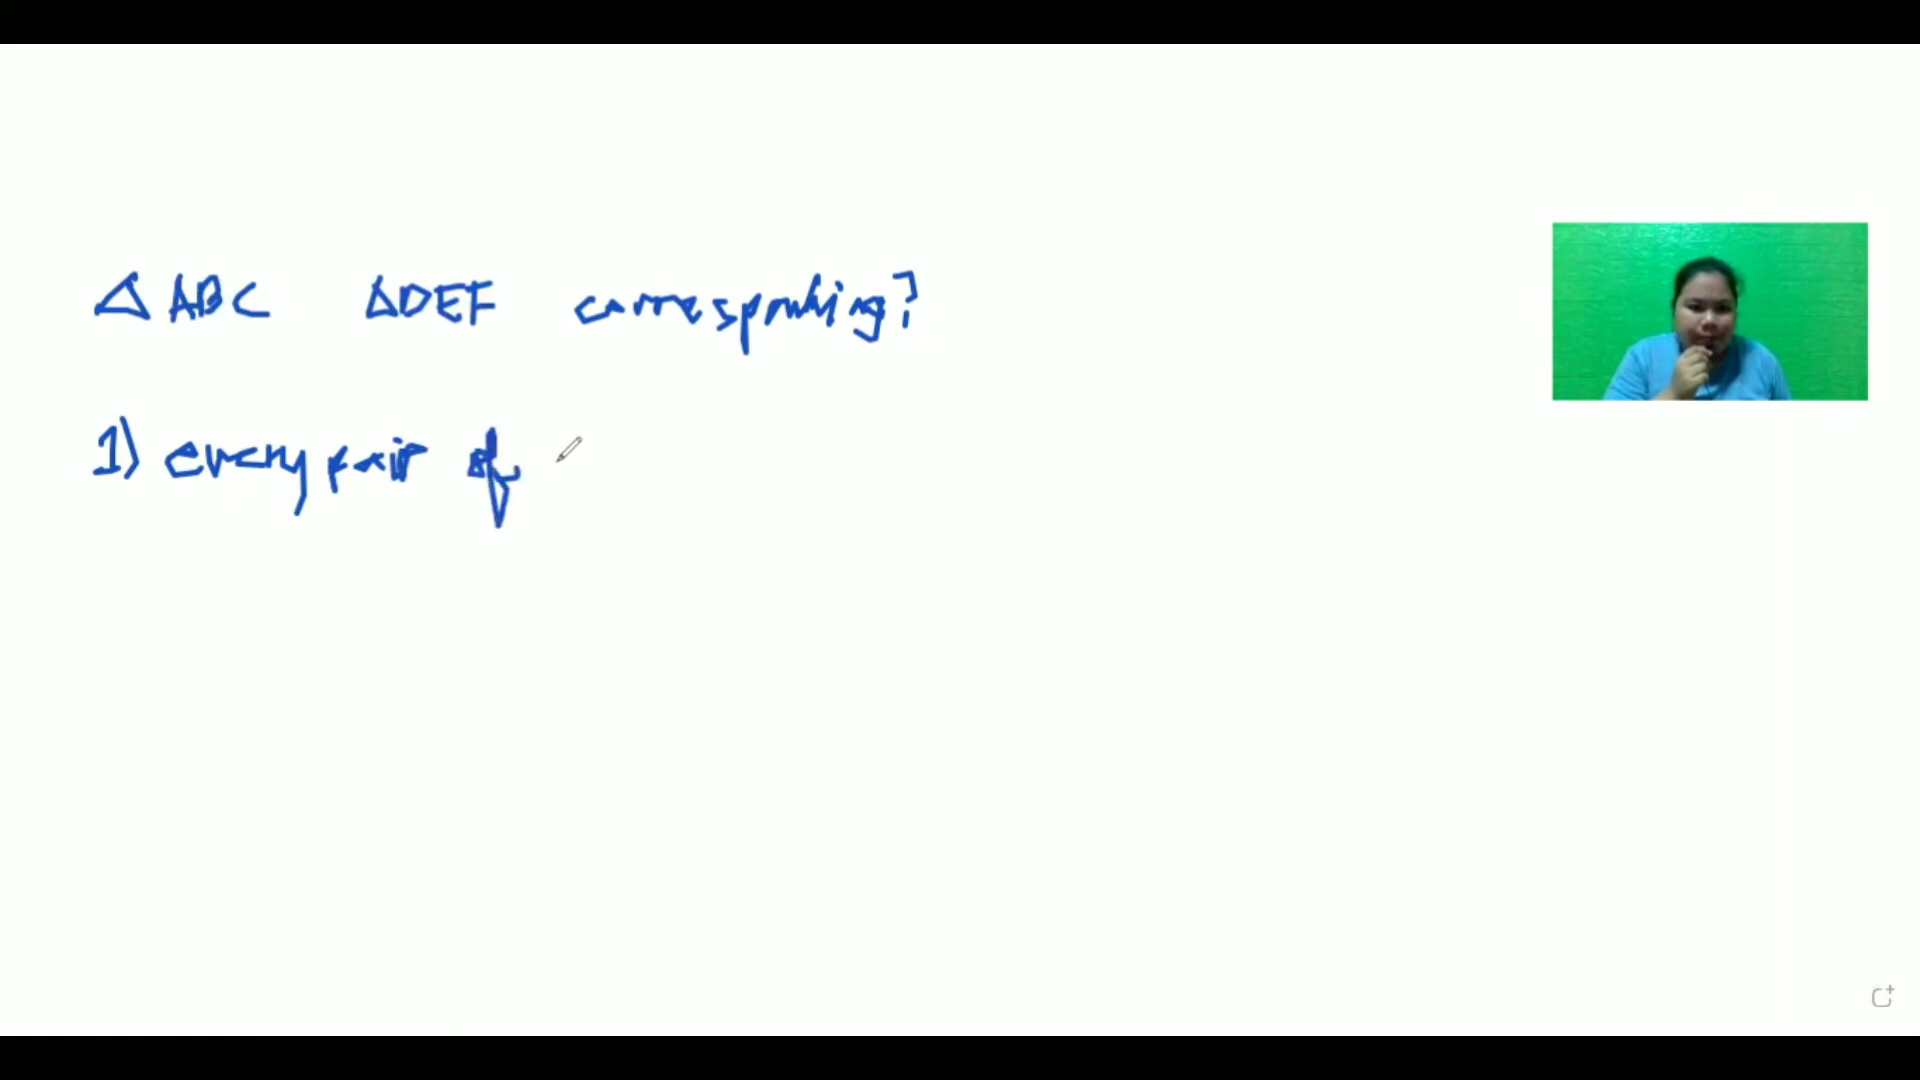 △ABC △DEF corresponding?
1) every pair of